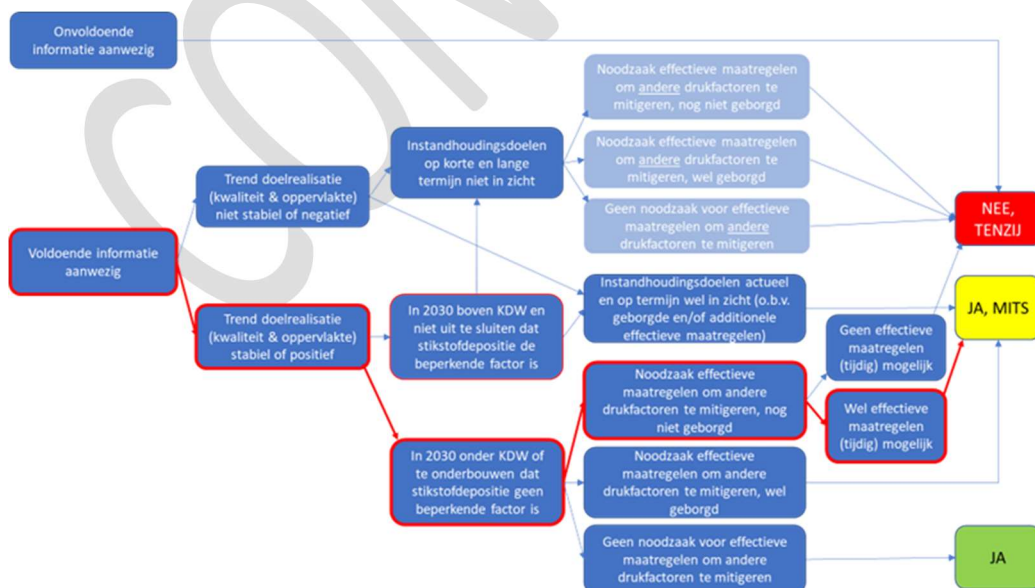 Onvoldoende
informatie aanwezig
Noodzaak effectieve maatregelen
om andere drukfactoren te
mitigeren, nog niet geborgd
Instandhoudingsdoelen
op korte en lange
termijn niet in zicht
Noodzaak effectieve maatregelen
om andere drukfactoren te
mitigeren, wel geborgd
Trend doelrealisatie
(kwaliteit & oppervlakte)
niet stabiel of negatief
Geen noodzaak voor effectieve
maatregelen om andere
drukfactoren te mitigeren
NEE,
TENZIJ
Voldoende informatie
aanwezig
Trend doelrealisatie
(kwaliteit & oppervlakte)
stabiel of positief
In 2030 boven KDW en
niet uit te sluiten dat
stikstofdepositie de
beperkende factor is
Instandhoudingsdoelen actueel
en op termijn wel in zicht (o.b.v.
geborgde en/of additionele
effectieve maatregelen)
JA, MITS
Geen effectieve
maatregelen
(tijdig) mogelijk
Noodzaak effectieve
maatregelen om andere
drukfactoren te mitigeren, nog
niet geborgd
Wel effectieve
maatregelen
(tijdig) mogelijk
In 2030 onder KDW of
te onderbouwen dat
stikstofdepositie geen
beperkende factor is
Noodzaak effectieve
maatregelen om andere
drukfactoren te mitigeren, wel
geborgd
Geen noodzaak voor effectieve
maatregelen om andere
drukfactoren te mitigeren
JA
CON